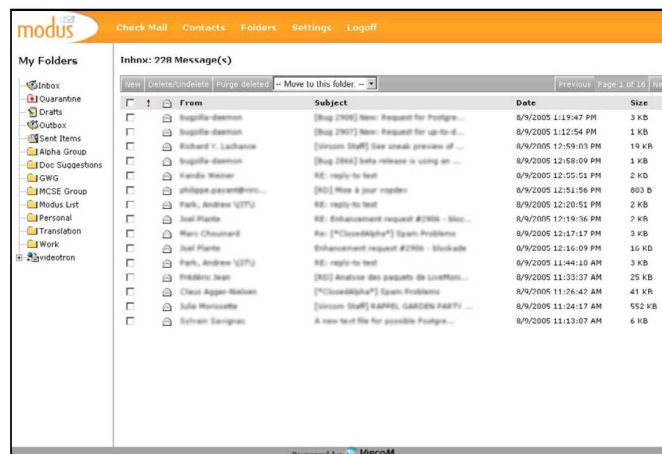 modus
Check Mail Contacts Folders Settings Logoff
My Folders
Inbox: 228 Message(s)
New Delete/Undelete Purge deleted -- Move to this folder. -- Previous Page 1 of 16 Ne
Inbox
Quarantine
Drafts
Outbox
Sent Items
Alpha Group
Doc Suggestions
GWG
MCSE Group
Modus List
Personal
Translation
Work
videotron
! From Subject Date Size
bugzilla-daemon [Bug 2908] New: Request for Postgre... 8/9/2005 1:19:47 PM 3 KB
bugzilla-daemon [Bug 2907] New: Request for up-to-d... 8/9/2005 1:12:54 PM 1 KB
Richard Y. Lachance [Vircom Staff] See sneak preview of ... 8/9/2005 12:59:03 PM 19 KB
bugzilla-daemon [Bug 2866] beta release is using an ... 8/9/2005 12:58:09 PM 1 KB
Kandis Weiner RE: reply-to test 8/9/2005 12:55:51 PM 2 KB
[RD] Mise à jour vopdev 8/9/2005 12:51:56 PM 803 B
Park, Andrew \(IT\) RE: reply-to test 8/9/2005 12:20:51 PM 2 KB
Joel Plante RE: Enhancement request #2906 - bloc... 8/9/2005 12:19:36 PM 2 KB
Marc Chouinard Re: [*ClosedAlpha*] Spam Problems 8/9/2005 12:17:17 PM 3 KB
Joel Plante Enhancement request #2906 - blockade 8/9/2005 12:16:09 PM 16 KB
Park, Andrew \(IT\) RE: reply-to test 8/9/2005 11:44:10 AM 3 KB
Frédéric Jean [RD] Analyse des paquets de LiveMoni... 8/9/2005 11:33:37 AM 25 KB
Claus Agger-Nielsen [*ClosedAlpha*] Spam Problems 8/9/2005 11:26:42 AM 41 KB
Julie Morissette [Vircom Staff] RAPPEL GARDEN PARTY ... 8/9/2005 11:24:17 AM 552 KB
Sylvain Savignac A new text file for possible Postgre... 8/9/2005 11:13:07 AM 6 KB
Powered by VircoM